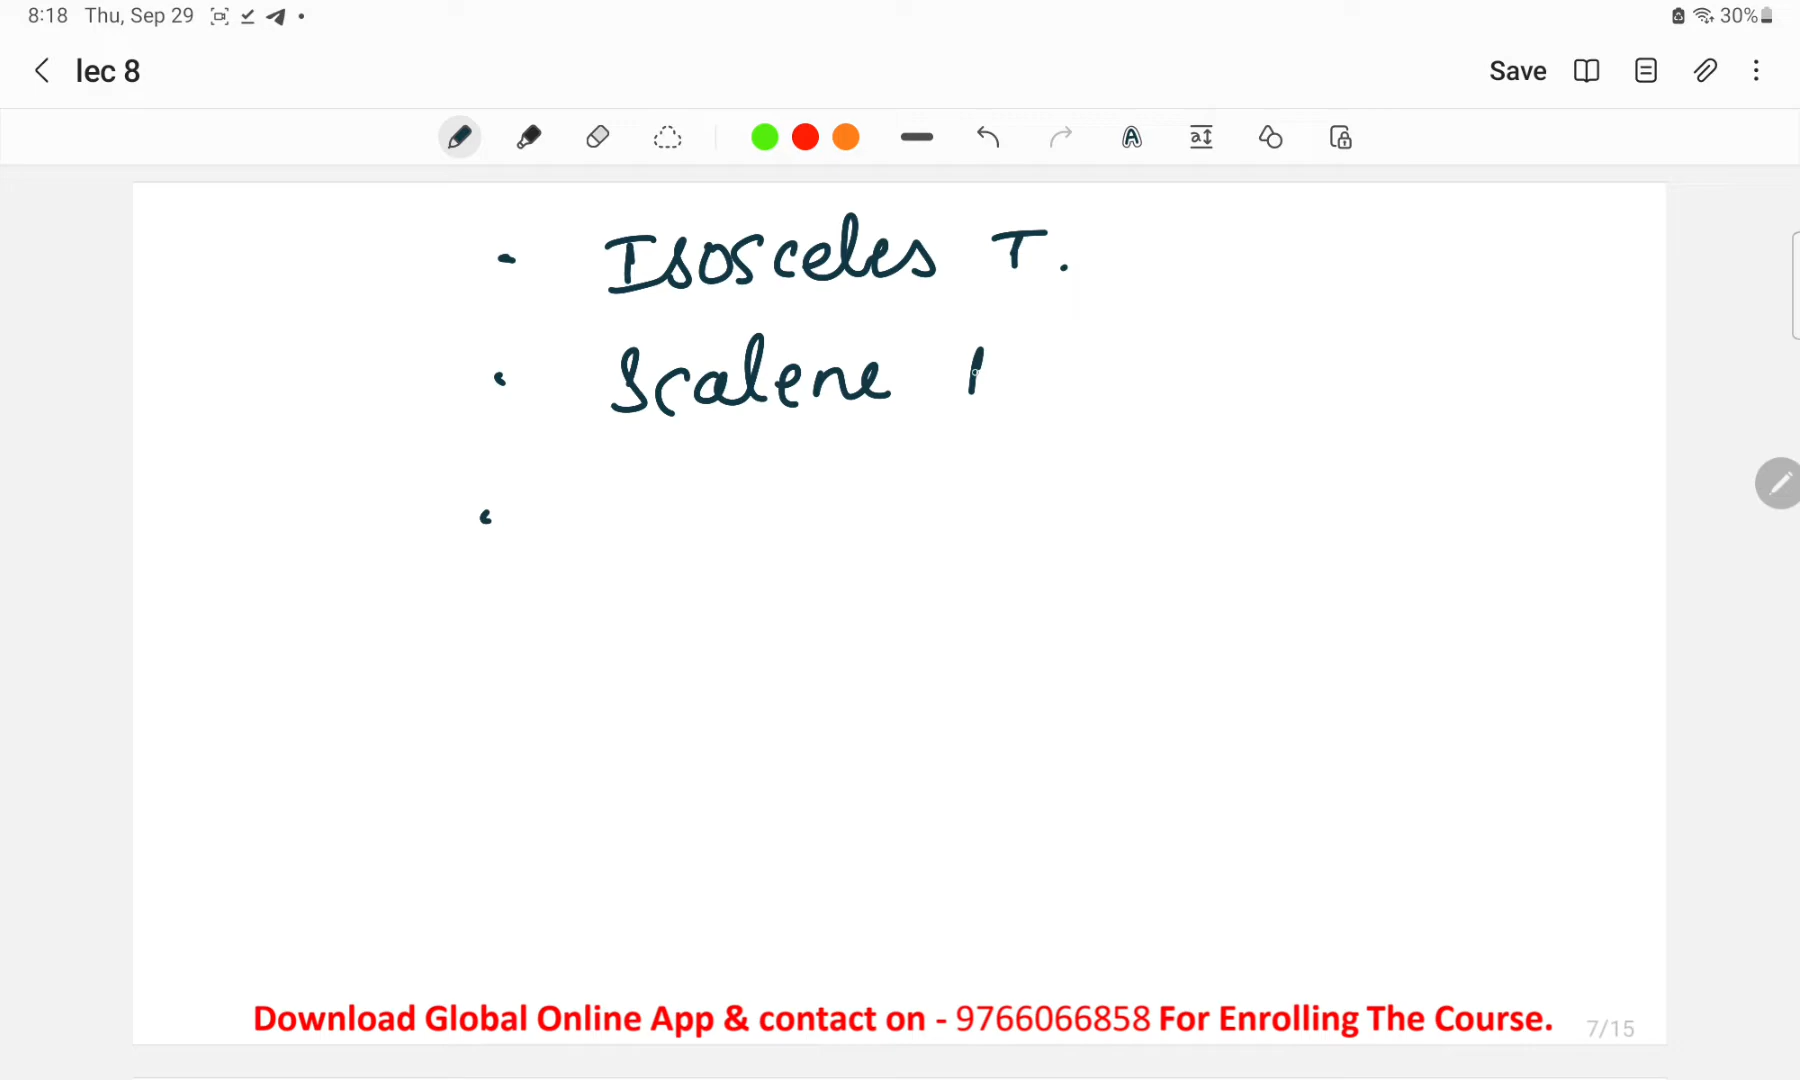 8:18 Thu, Sep 29 30%
lec 8 Save
• Isosceles T.
• Scalene
•
Download Global Online App & contact on - 9766066858 For Enrolling The Course. 7/15